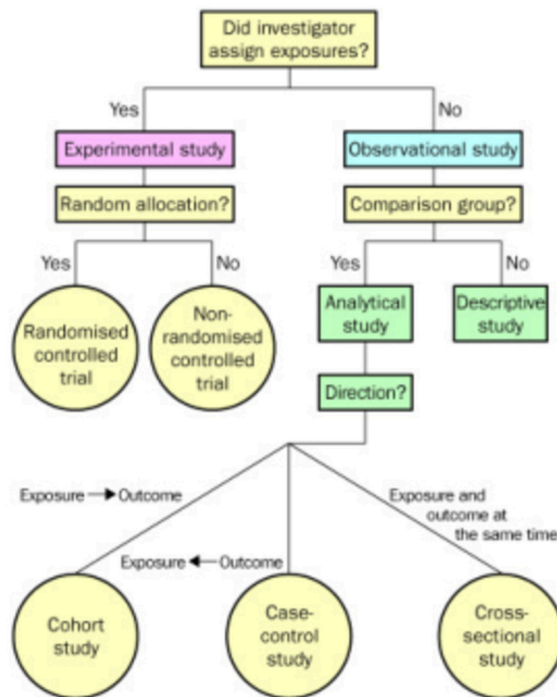 Did investigator
assign exposures?
Yes
No
Experimental study
Observational study
Random allocation?
Comparison group?
Yes
No
Yes
No
Randomised
controlled
trial
Non-
randomised
controlled
trial
Analytical
study
Descriptive
study
Direction?
Exposure → Outcome
Exposure and
outcome at
the same time
Exposure ← Outcome
Cohort
study
Case-
control
study
Cross-
sectional
study